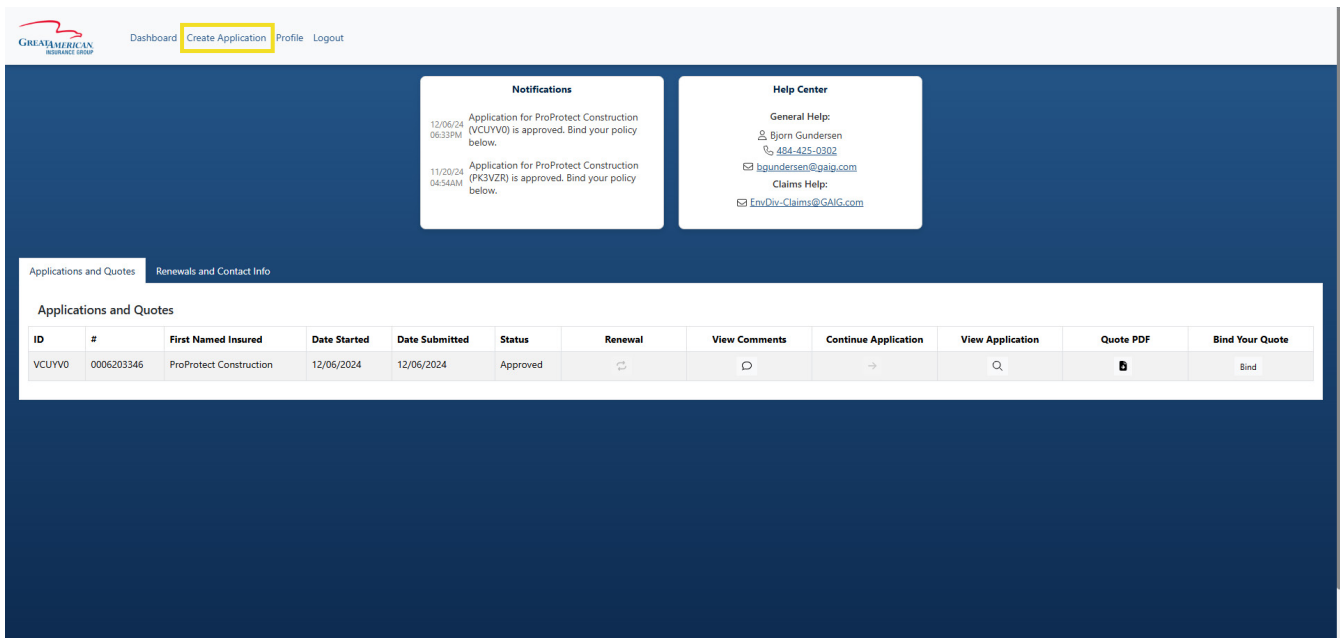 GREATAMERICAN
INSURANCE GROUP
Dashboard Create Application Profile Logout
Notifications
12/06/24 06:33PM
Application for ProProtect Construction
(VCUYV0) is approved. Bind your policy
below.
11/20/24 04:54AM
Application for ProProtect Construction
(PK3VZR) is approved. Bind your policy
below.
Help Center
General Help:
Bjorn Gundersen
484-425-0302
bgundersen@gaig.com
Claims Help:
EnvDiv-Claims@GAIG.com
Applications and Quotes Renewals and Contact Info
Applications and Quotes
ID # First Named Insured Date Started Date Submitted Status Renewal View Comments Continue Application View Application Quote PDF Bind Your Quote
VCUYV0 0006203346 ProProtect Construction 12/06/2024 12/06/2024 Approved Bind